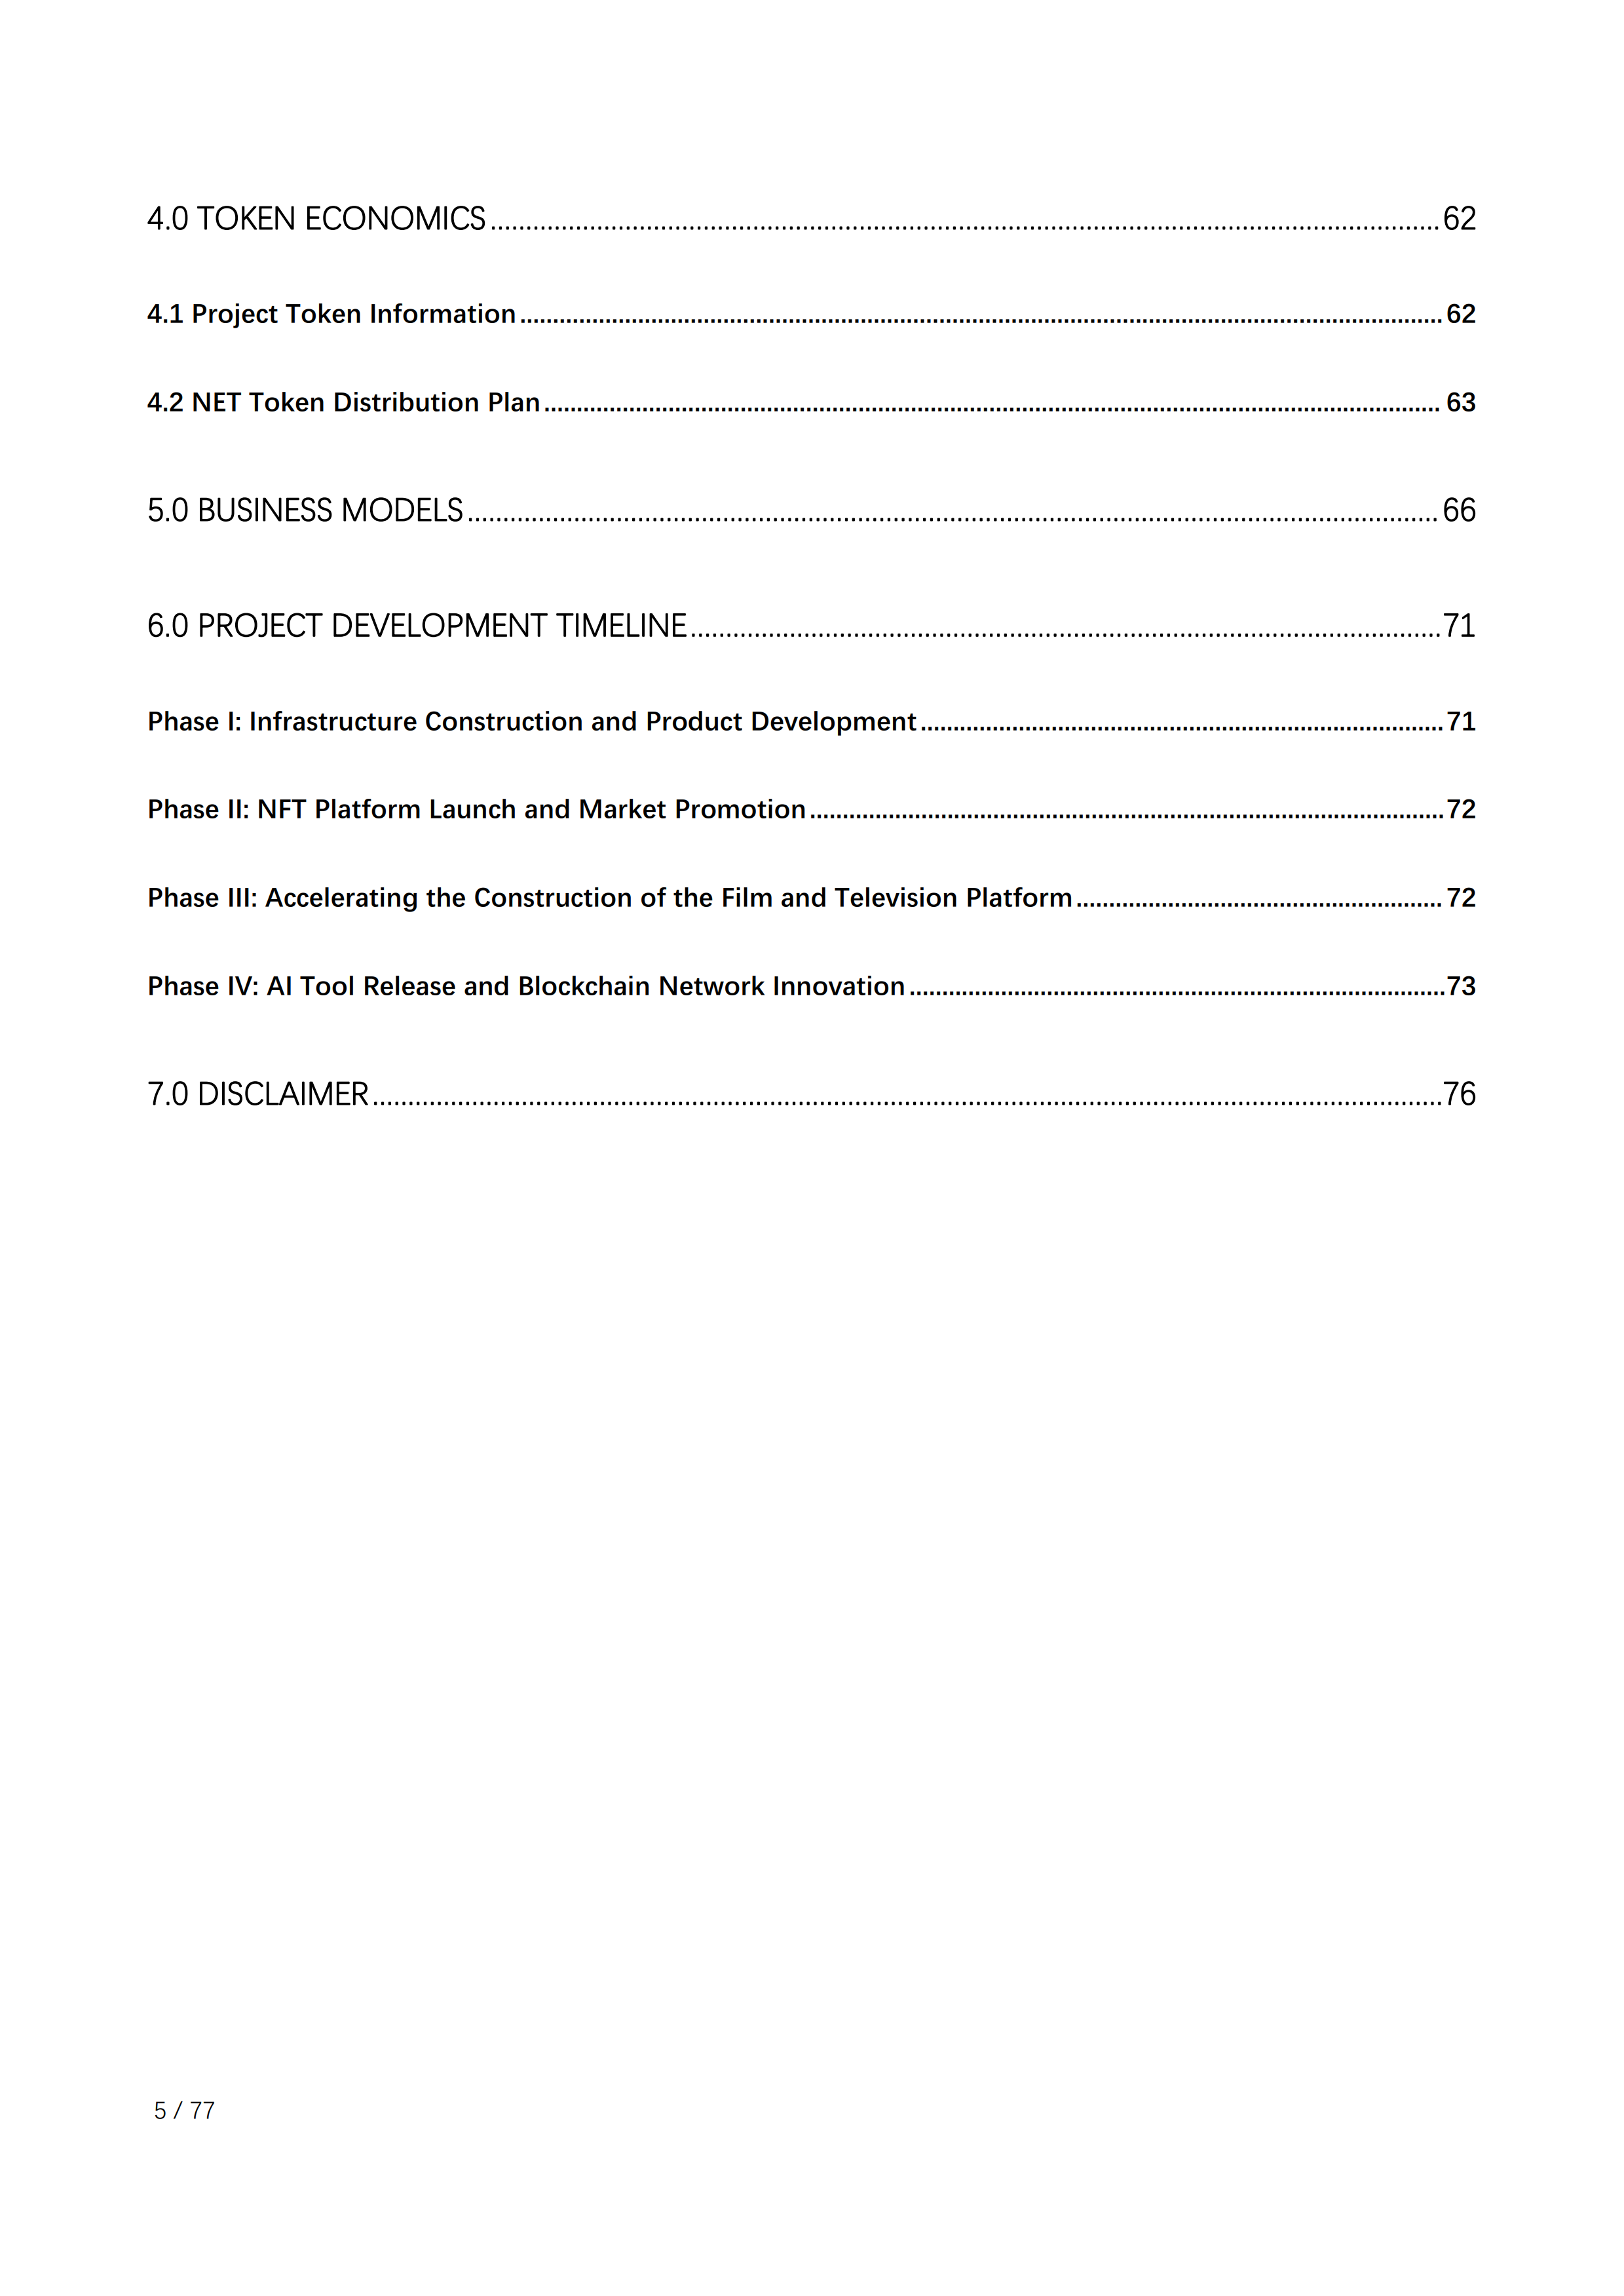 4.0 TOKEN ECONOMICS........................................62
4.1 Project Token Information........................................62
4.2 NET Token Distribution Plan........................................63
5.0 BUSINESS MODELS........................................66
6.0 PROJECT DEVELOPMENT TIMELINE........................................71
Phase I: Infrastructure Construction and Product Development........................................71
Phase II: NFT Platform Launch and Market Promotion........................................72
Phase III: Accelerating the Construction of the Film and Television Platform........................................72
Phase IV: AI Tool Release and Blockchain Network Innovation........................................73
7.0 DISCLAIMER........................................76
5 / 77